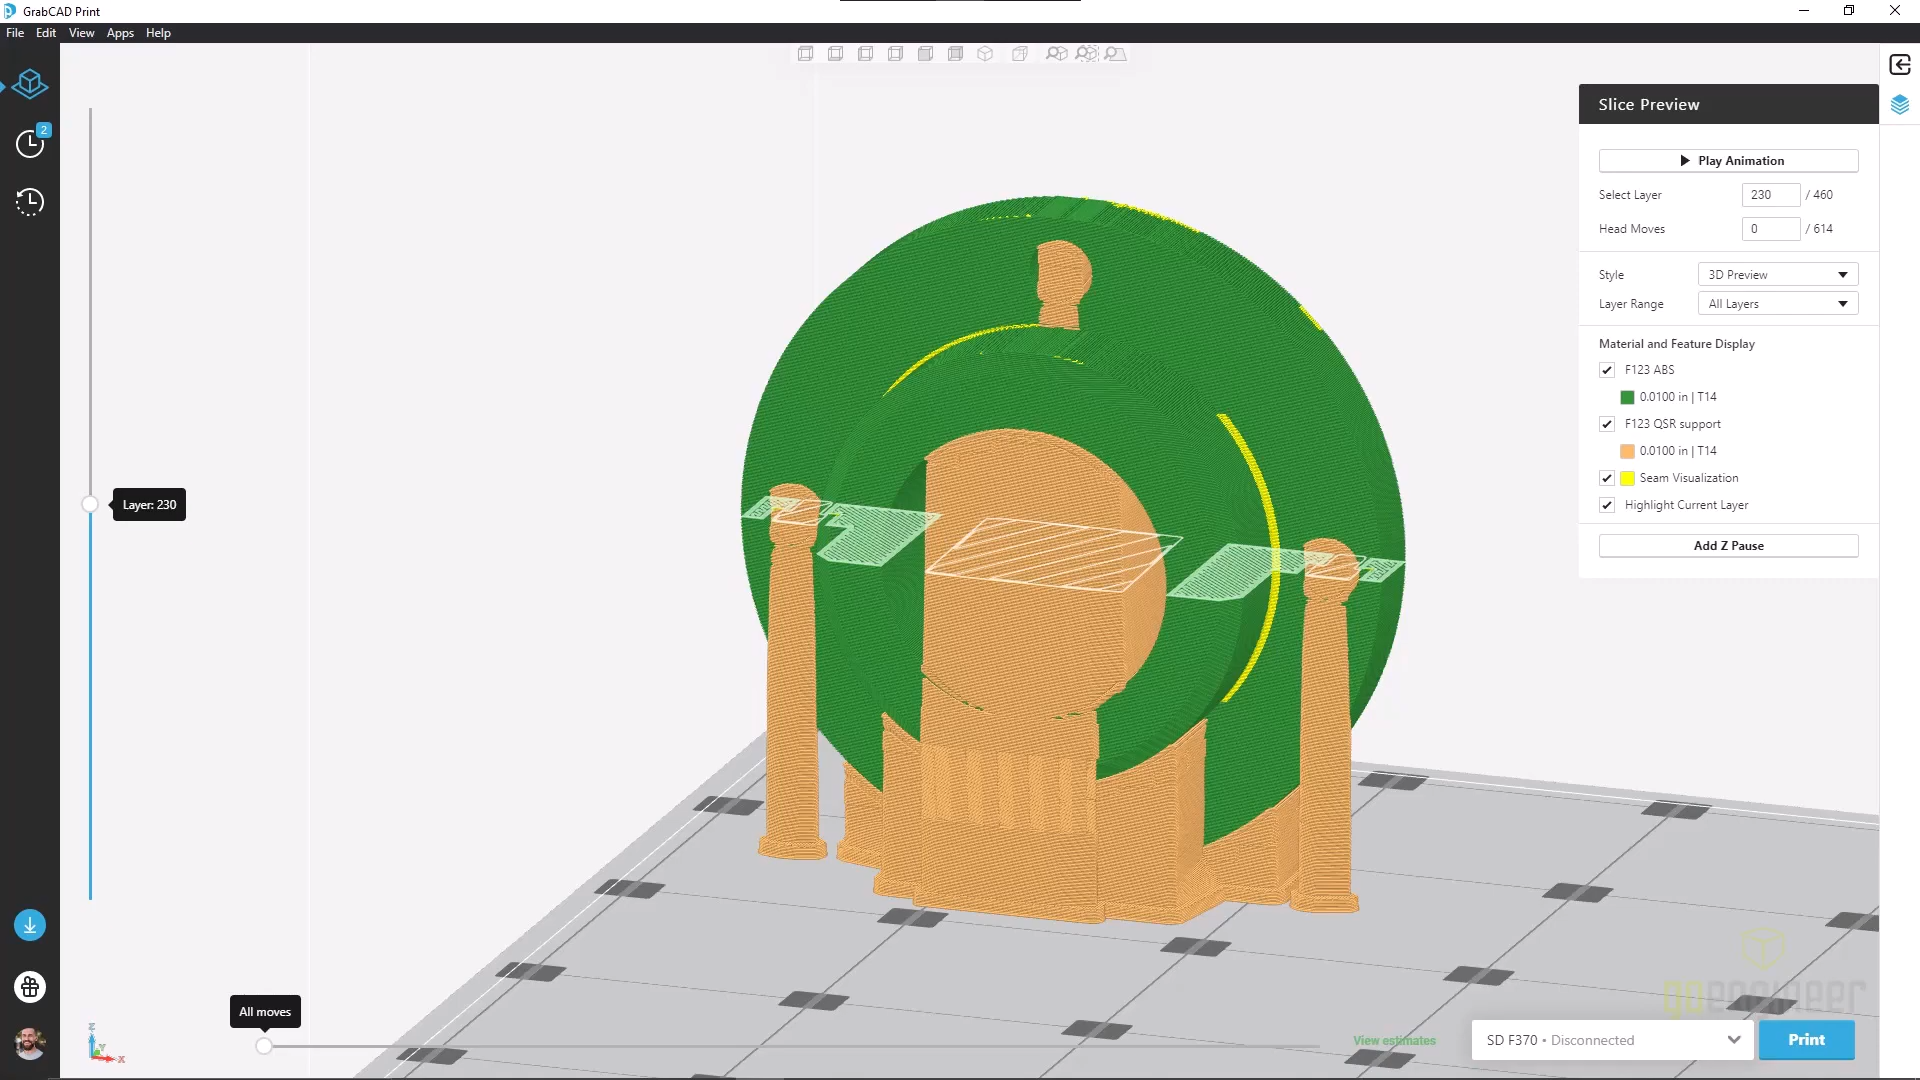 GrabCAD Print
File Edit View Apps Help
2
Slice Preview
Play Animation
Select Layer 230 / 460
Head Moves 0 / 614
Style 3D Preview
Layer Range All Layers
Material and Feature Display
F123 ABS
0.0100 in | T14
F123 QSR support
0.0100 in | T14
Seam Visualization
Highlight Current Layer
Add Z Pause
Layer: 230
goengineer
All moves
Z
Y
X
View estimates
SD F370 • Disconnected
Print